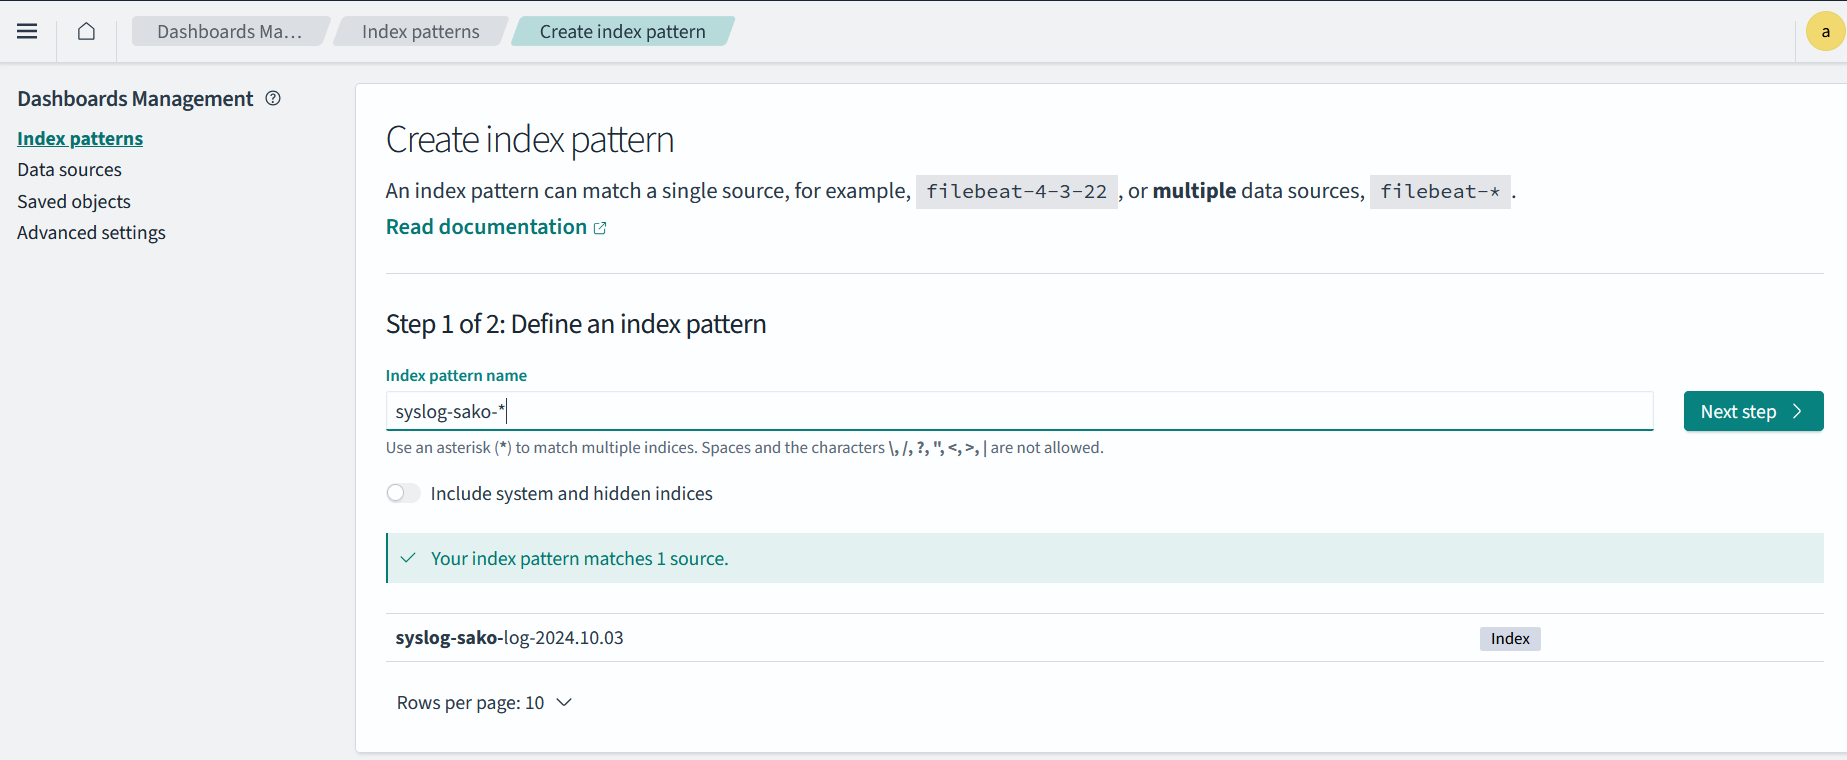 Dashboards Ma… Index patterns Create index pattern a
Dashboards Management
Index patterns
Data sources
Saved objects
Advanced settings
Create index pattern
An index pattern can match a single source, for example, filebeat-4-3-22, or multiple data sources, filebeat-*.
Read documentation
Step 1 of 2: Define an index pattern
Index pattern name
syslog-sako-*
Next step
Use an asterisk (*) to match multiple indices. Spaces and the characters \, /, ?, ", <, >, | are not allowed.
Include system and hidden indices
Your index pattern matches 1 source.
syslog-sako-log-2024.10.03 Index
Rows per page: 10